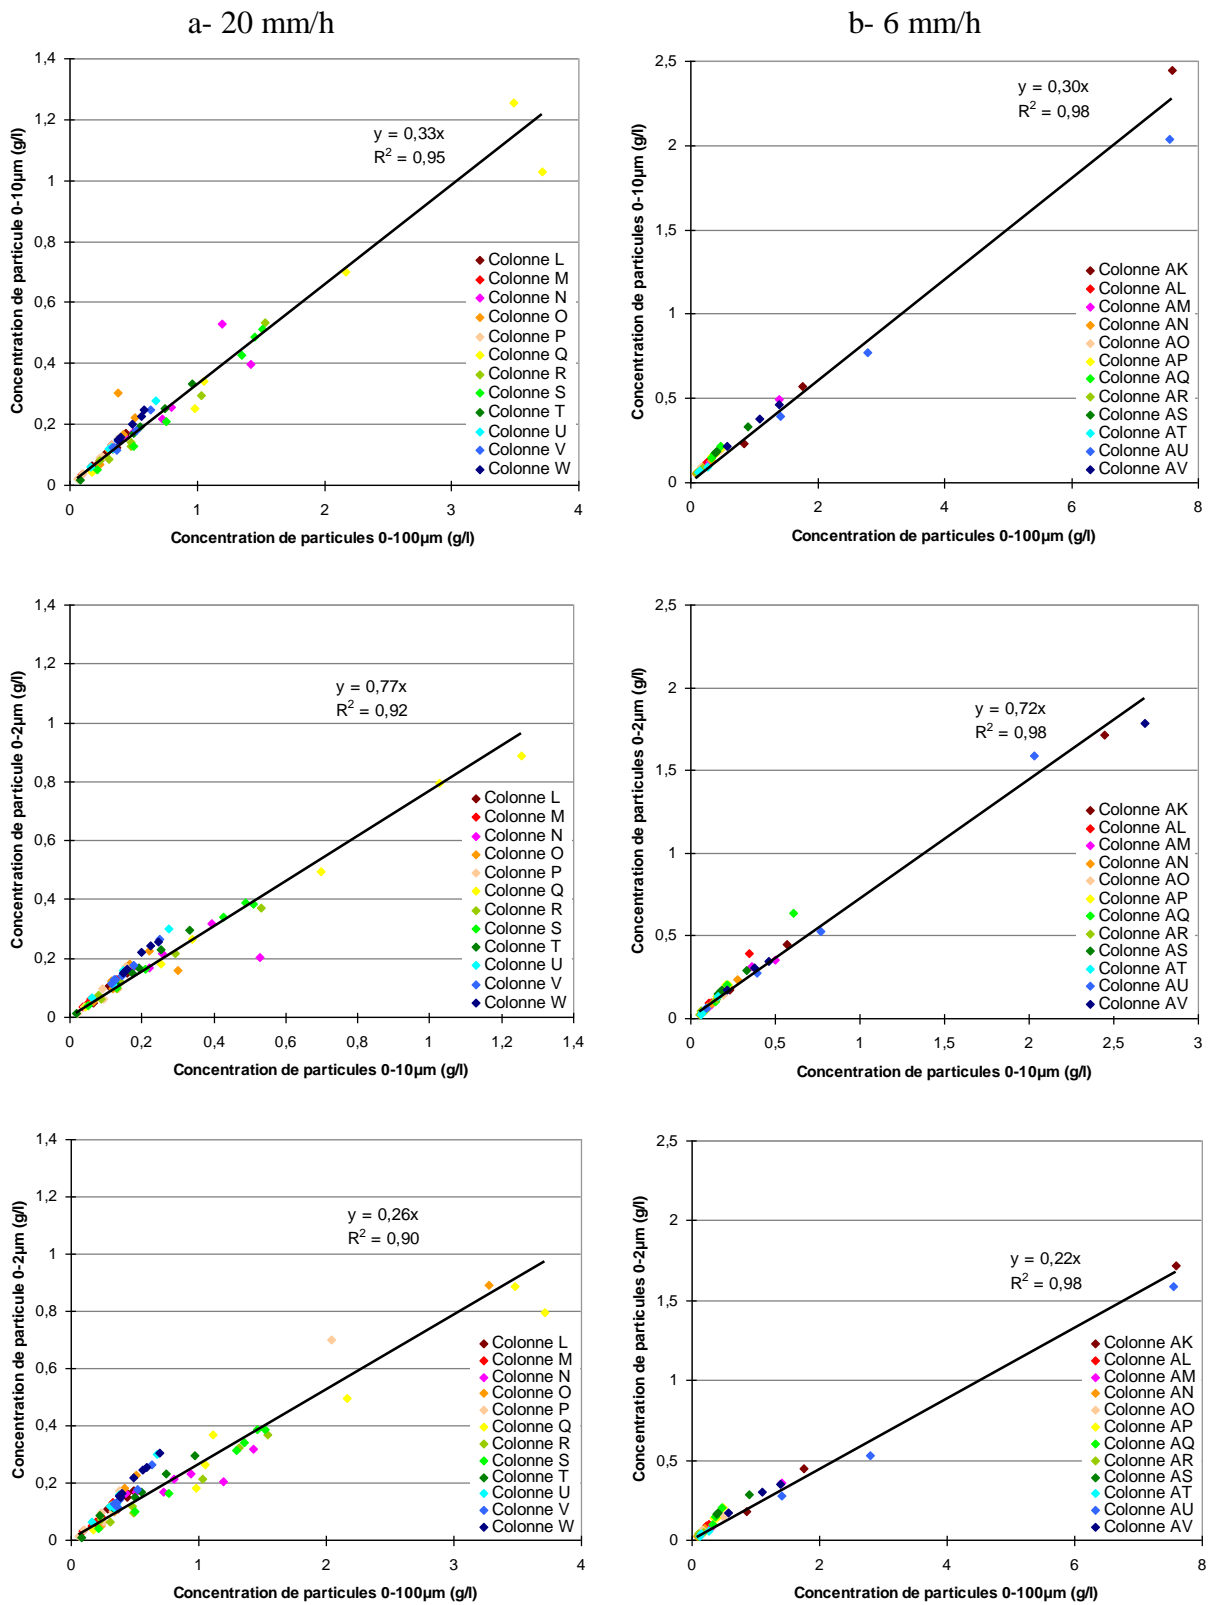 a- 20 mm/h
b- 6 mm/h
1,4
1,2
1
0,8
0,6
0,4
0,2
0
0
1
2
3
4
Concentration de particule 0-10µm (g/l)
Concentration de particules 0-100µm (g/l)
y = 0,33x
R² = 0,95
Colonne L
Colonne M
Colonne N
Colonne O
Colonne P
Colonne Q
Colonne R
Colonne S
Colonne T
Colonne U
Colonne V
Colonne W
2,5
2
1,5
1
0,5
0
0
2
4
6
8
Concentration de particules 0-10µm (g/l)
Concentration de particules 0-100µm (g/l)
y = 0,30x
R² = 0,98
Colonne AK
Colonne AL
Colonne AM
Colonne AN
Colonne AO
Colonne AP
Colonne AQ
Colonne AR
Colonne AS
Colonne AT
Colonne AU
Colonne AV
1,4
1,2
1
0,8
0,6
0,4
0,2
0
0
0,2
0,4
0,6
0,8
1
1,2
1,4
Concentration de particules 0-2µm (g/l)
Concentration de particules 0-10µm (g/l)
y = 0,77x
R² = 0,92
Colonne L
Colonne M
Colonne N
Colonne O
Colonne P
Colonne Q
Colonne R
Colonne S
Colonne T
Colonne U
Colonne V
Colonne W
2,5
2
1,5
1
0,5
0
0
0,5
1
1,5
2
2,5
3
Concentration de particules 0-2µm (g/l)
Concentration de particules 0-10µm (g/l)
y = 0,72x
R² = 0,98
Colonne AK
Colonne AL
Colonne AM
Colonne AN
Colonne AO
Colonne AP
Colonne AQ
Colonne AR
Colonne AS
Colonne AT
Colonne AU
Colonne AV
1,4
1,2
1
0,8
0,6
0,4
0,2
0
0
1
2
3
4
Concentration de particules 0-2µm (g/l)
Concentration de particules 0-100µm (g/l)
y = 0,26x
R² = 0,90
Colonne L
Colonne M
Colonne N
Colonne O
Colonne P
Colonne Q
Colonne R
Colonne S
Colonne T
Colonne U
Colonne V
Colonne W
2,5
2
1,5
1
0,5
0
0
2
4
6
8
Concentration de particules 0-2µm (g/l)
Concentration de particules 0-100µm (g/l)
y = 0,22x
R² = 0,98
Colonne AK
Colonne AL
Colonne AM
Colonne AN
Colonne AO
Colonne AP
Colonne AQ
Colonne AR
Colonne AS
Colonne AT
Colonne AU
Colonne AV